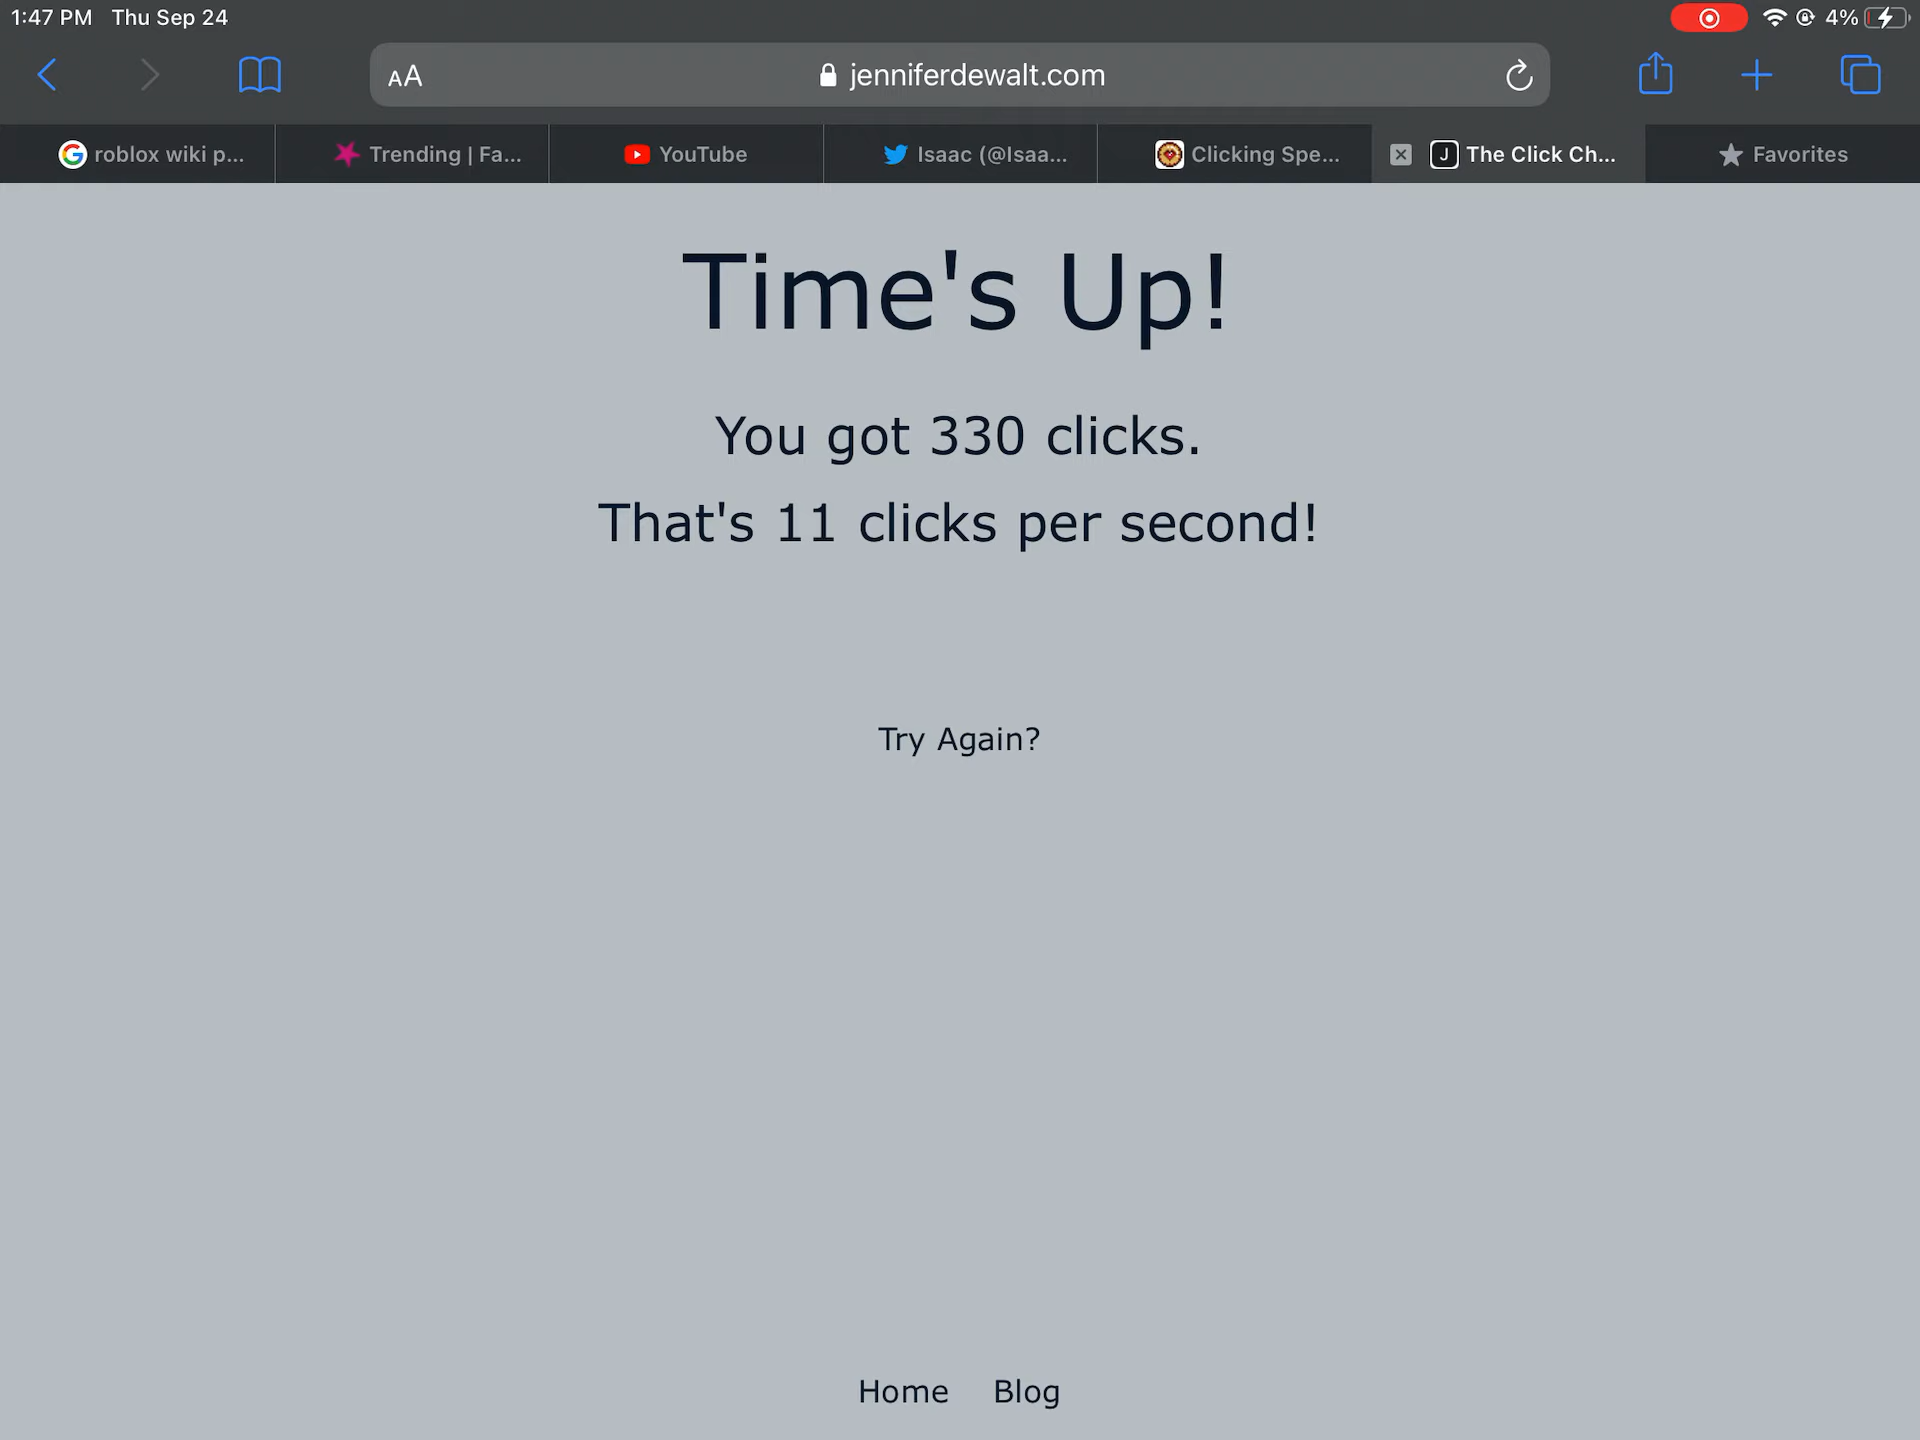 1:47 PM Thu Sep 24 4%
AA jenniferdewalt.com
G roblox wiki p... Trending | Fa... YouTube Isaac (@Isaa... Clicking Spe... J The Click Ch... Favorites
Time's Up!
You got 330 clicks.
That's 11 clicks per second!
Try Again?
Home Blog